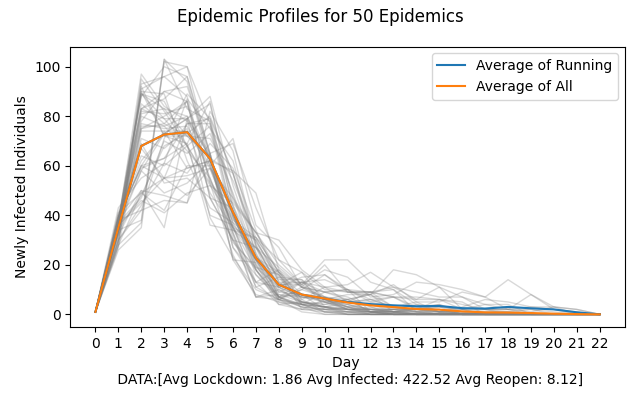 Epidemic Profiles for 50 Epidemics
Newly Infected Individuals
100
80
60
40
20
0
Average of Running
Average of All
0 1 2 3 4 5 6 7 8 9 10 11 12 13 14 15 16 17 18 19 20 21 22
Day
DATA:[Avg Lockdown: 1.86 Avg Infected: 422.52 Avg Reopen: 8.12]